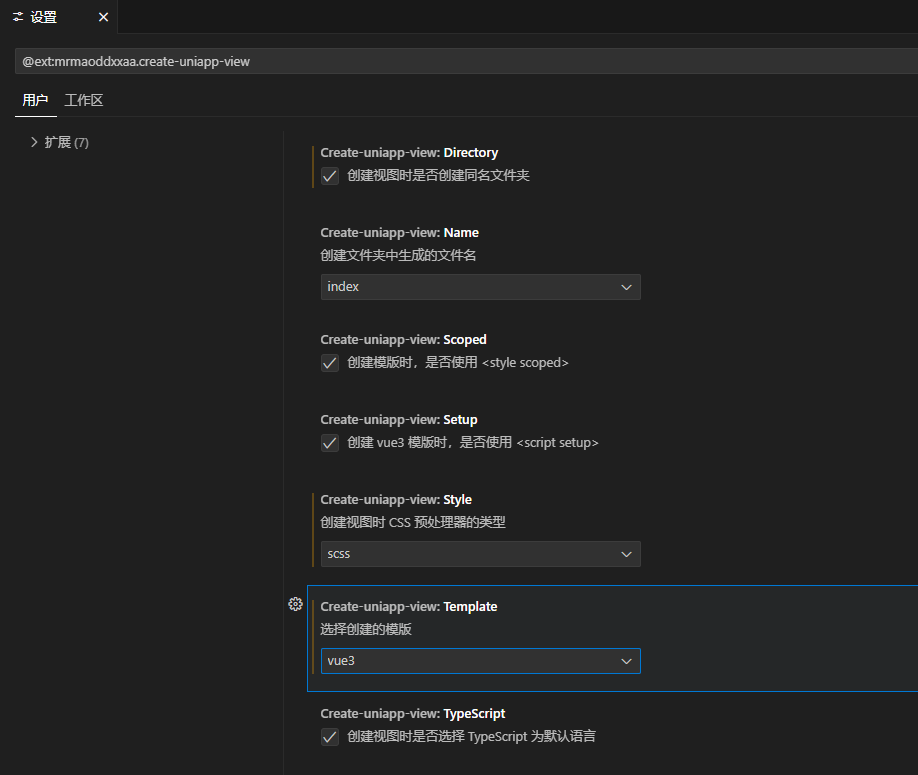 设置
@ext:mrmaoddxxaa.create-uniapp-view
用户 工作区
扩展 (7)
Create-uniapp-view: Directory
创建视图时是否创建同名文件夹
Create-uniapp-view: Name
创建文件夹中生成的文件名
index
Create-uniapp-view: Scoped
创建模版时，是否使用 <style scoped>
Create-uniapp-view: Setup
创建 vue3 模版时，是否使用 <script setup>
Create-uniapp-view: Style
创建视图时 CSS 预处理器的类型
scss
Create-uniapp-view: Template
选择创建的模版
vue3
Create-uniapp-view: TypeScript
创建视图时是否选择 TypeScript 为默认语言